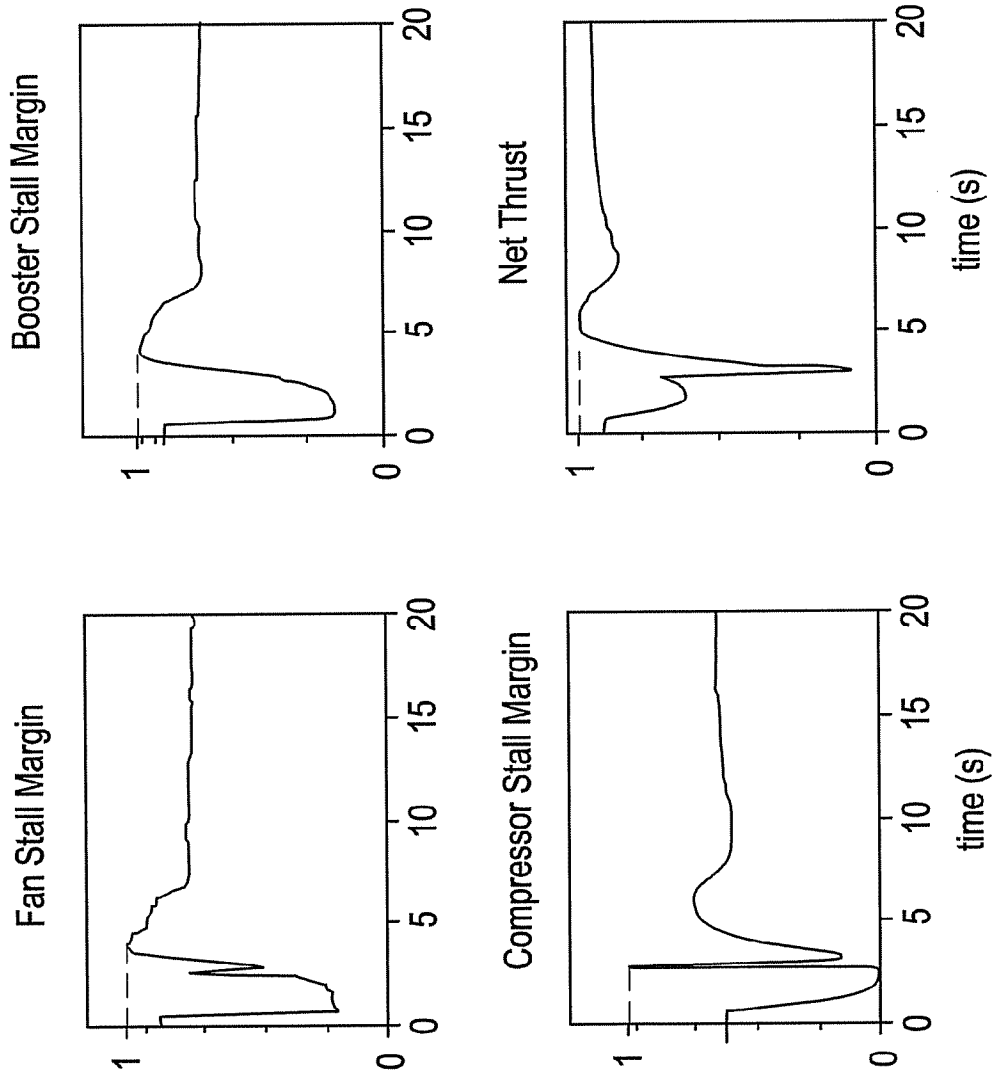 Fan Stall Margin
1
0
0 5 10 15 20
Booster Stall Margin
1
0
0 5 10 15 20
Compressor Stall Margin
1
0
0 5 10 15 20
time (s)
Net Thrust
1
0
0 5 10 15 20
time (s)